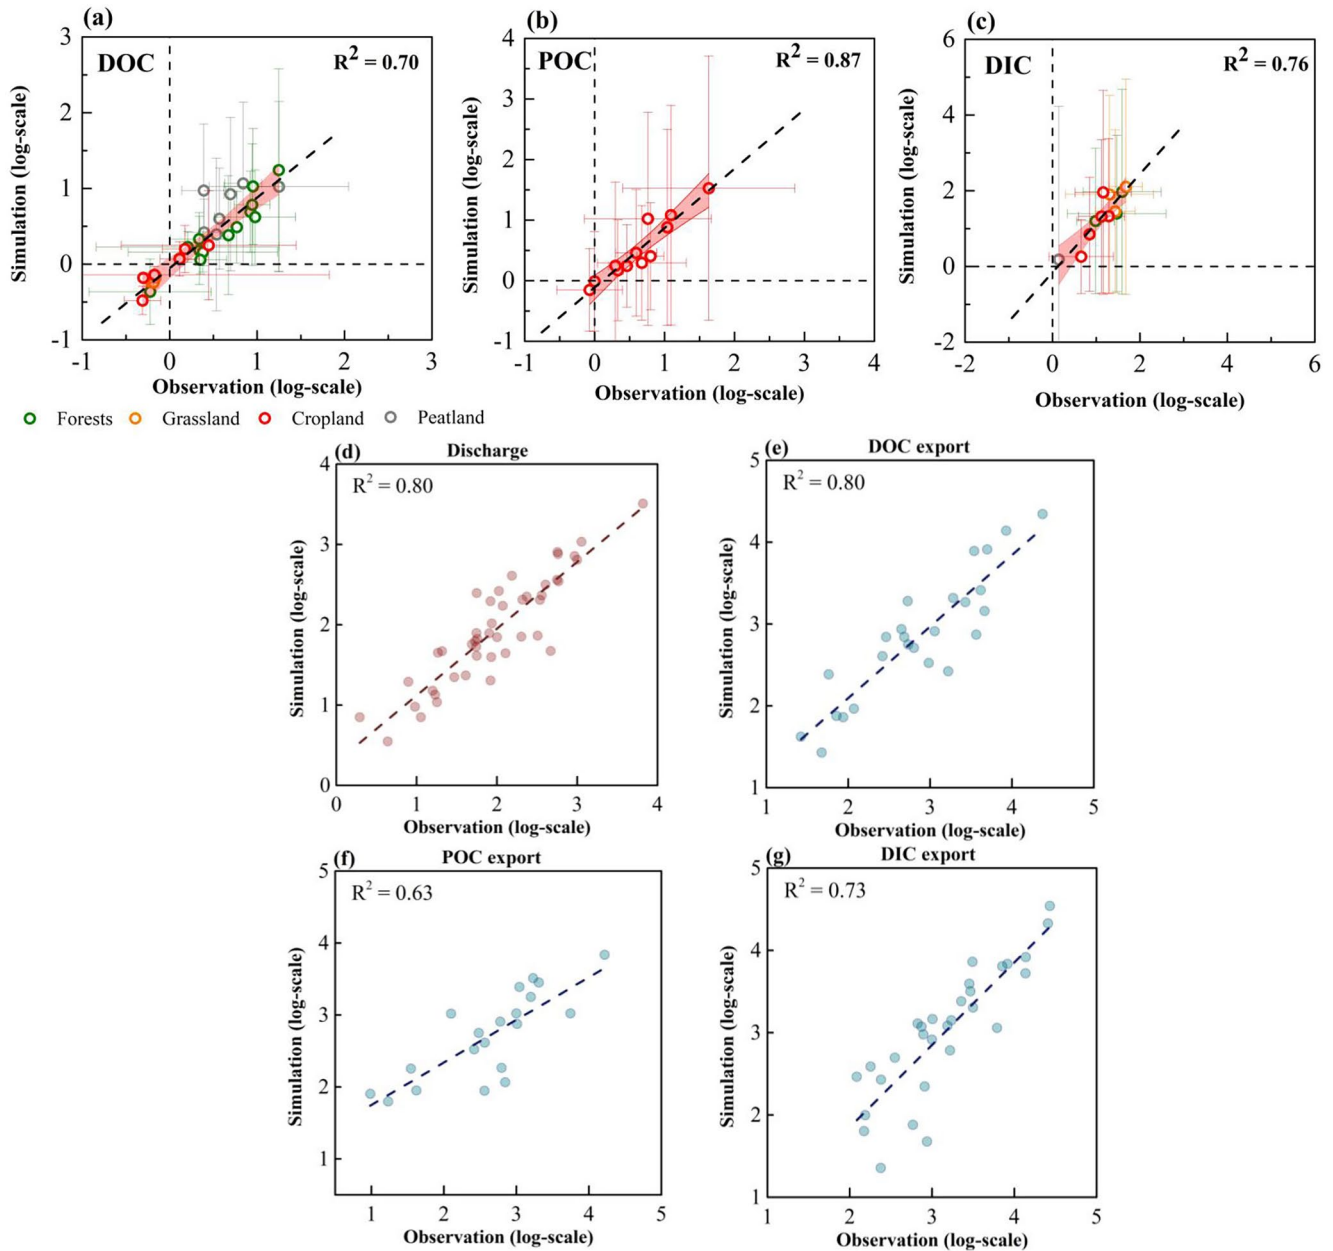 (a)
DOC
R² = 0.70
3
2
1
0
-1
-1 0 1 2 3
Simulation (log-scale)
Observation (log-scale)
(b)
POC
R² = 0.87
4
3
2
1
0
-1
-1 0 1 2 3 4
Simulation (log-scale)
Observation (log-scale)
(c)
DIC
R² = 0.76
6
4
2
0
-2
-2 0 2 4 6
Simulation (log-scale)
Observation (log-scale)
Forests Grassland Cropland Peatland
(d) Discharge
R² = 0.80
4
3
2
1
0
0 1 2 3 4
Simulation (log-scale)
Observation (log-scale)
(e) DOC export
R² = 0.80
5
4
3
2
1
1 2 3 4 5
Simulation (log-scale)
Observation (log-scale)
(f) POC export
R² = 0.63
5
4
3
2
1
1 2 3 4 5
Simulation (log-scale)
Observation (log-scale)
(g) DIC export
R² = 0.73
5
4
3
2
1
1 2 3 4 5
Simulation (log-scale)
Observation (log-scale)